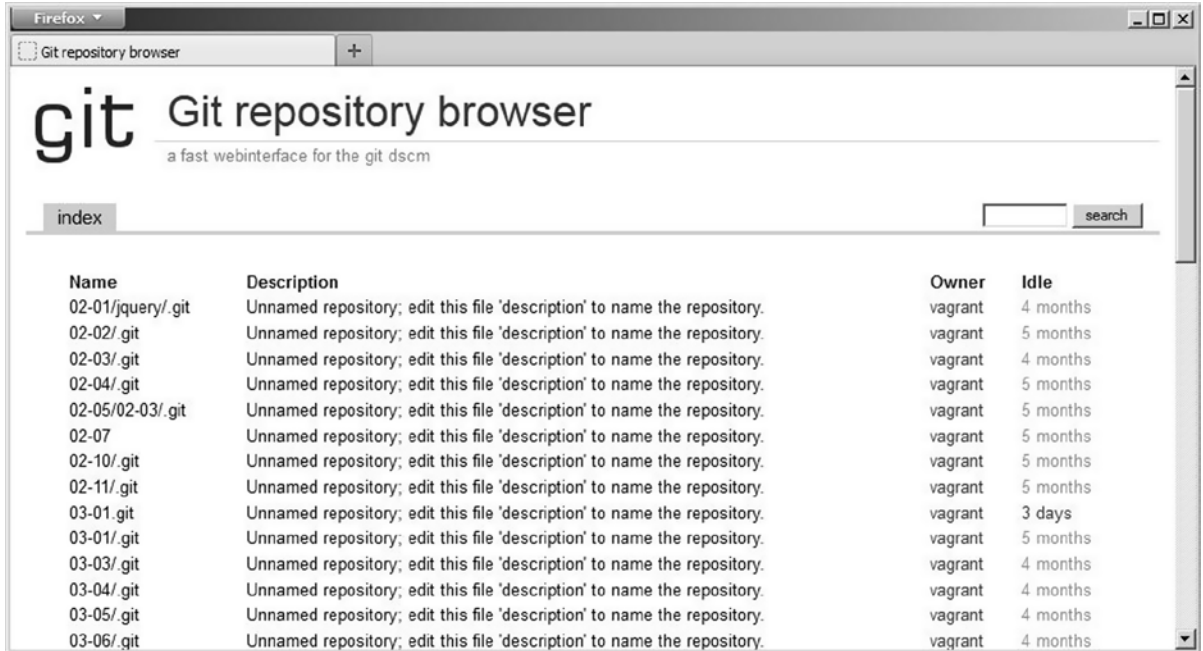 Firefox
Git repository browser
git
Git repository browser
a fast webinterface for the git dscm
index
search
Name Description Owner Idle
02-01/jquery/.git Unnamed repository; edit this file 'description' to name the repository. vagrant 4 months
02-02/.git Unnamed repository; edit this file 'description' to name the repository. vagrant 5 months
02-03/.git Unnamed repository; edit this file 'description' to name the repository. vagrant 4 months
02-04/.git Unnamed repository; edit this file 'description' to name the repository. vagrant 5 months
02-05/02-03/.git Unnamed repository; edit this file 'description' to name the repository. vagrant 5 months
02-07 Unnamed repository; edit this file 'description' to name the repository. vagrant 5 months
02-10/.git Unnamed repository; edit this file 'description' to name the repository. vagrant 5 months
02-11/.git Unnamed repository; edit this file 'description' to name the repository. vagrant 5 months
03-01.git Unnamed repository; edit this file 'description' to name the repository. vagrant 3 days
03-01/.git Unnamed repository; edit this file 'description' to name the repository. vagrant 5 months
03-03/.git Unnamed repository; edit this file 'description' to name the repository. vagrant 4 months
03-04/.git Unnamed repository; edit this file 'description' to name the repository. vagrant 4 months
03-05/.git Unnamed repository; edit this file 'description' to name the repository. vagrant 4 months
03-06/.git Unnamed repository; edit this file 'description' to name the repository. vagrant 4 months